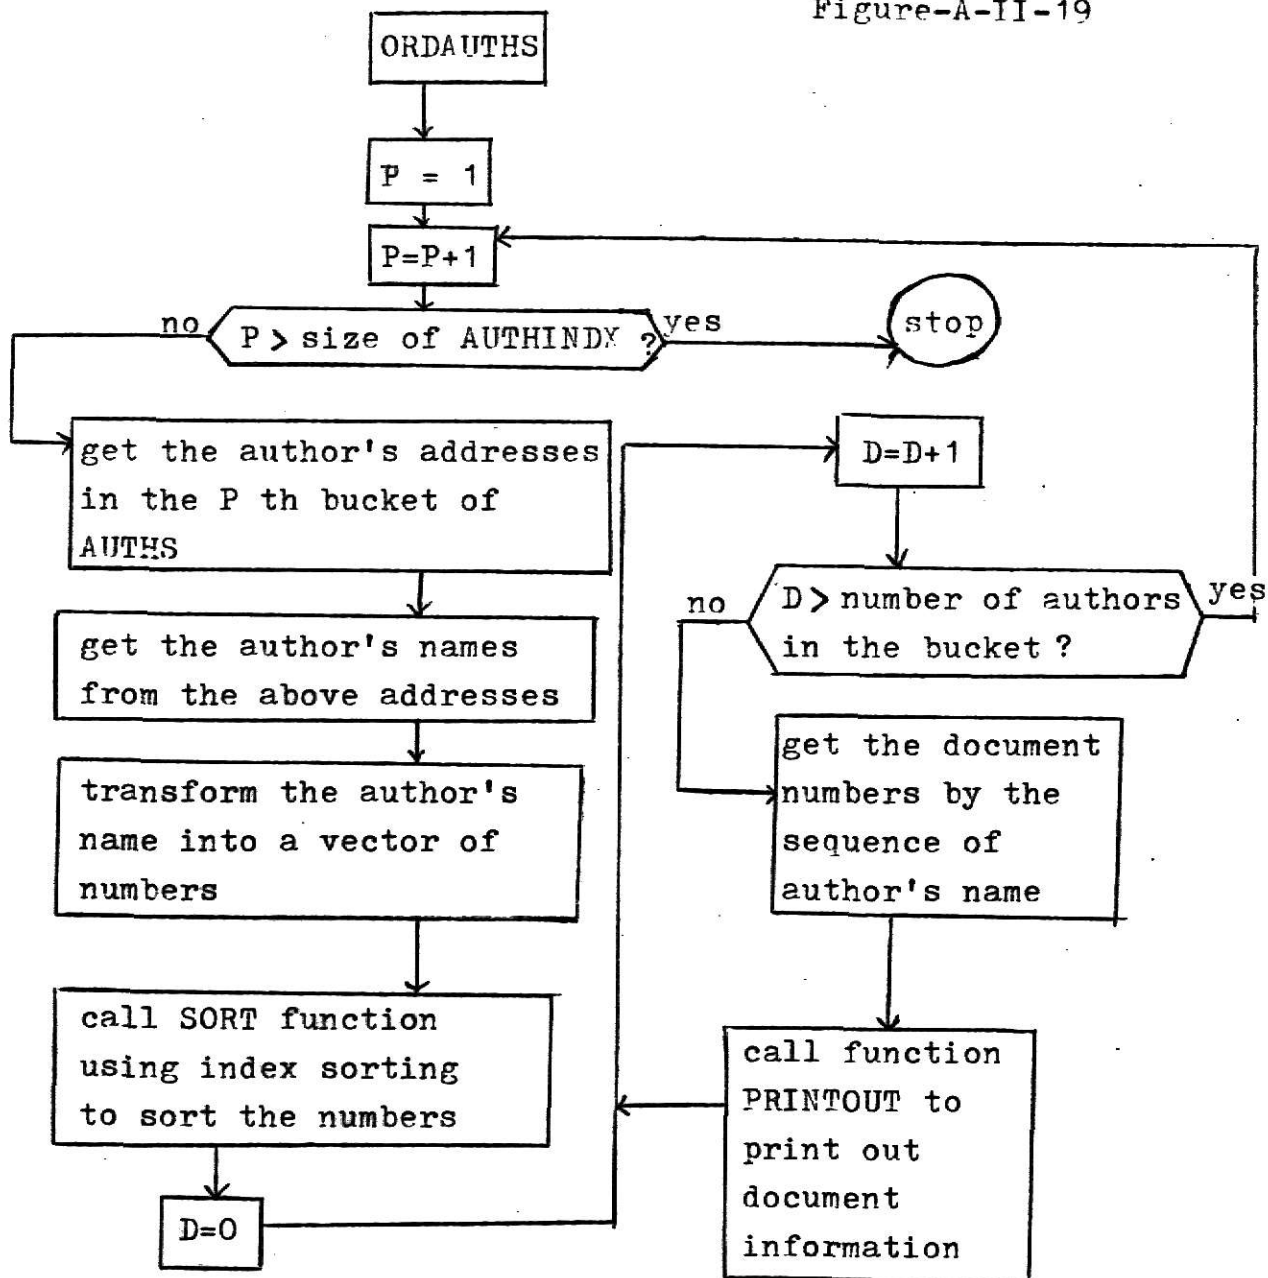 Figure-A-II-19
ORDAUTHS
P = 1
P=P+1
P > size of AUTHINDX ?
no
yes
stop
get the author's addresses
in the P th bucket of
AUTHS
get the author's names
from the above addresses
transform the author's
name into a vector of
numbers
call SORT function
using index sorting
to sort the numbers
D=0
D=D+1
D > number of authors
in the bucket ?
no
yes
get the document
numbers by the
sequence of
author's name
call function
PRINTOUT to
print out
document
information